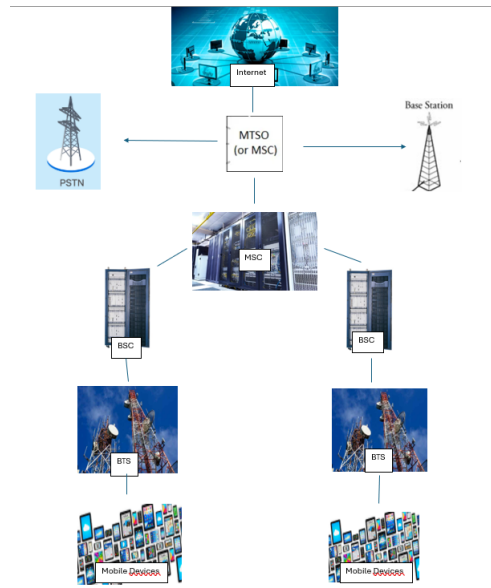 Internet
Base Station
MTSO
(or MSC)
PSTN
MSC
BSC
BSC
BTS
BTS
Mobile Devices
Mobile Devices